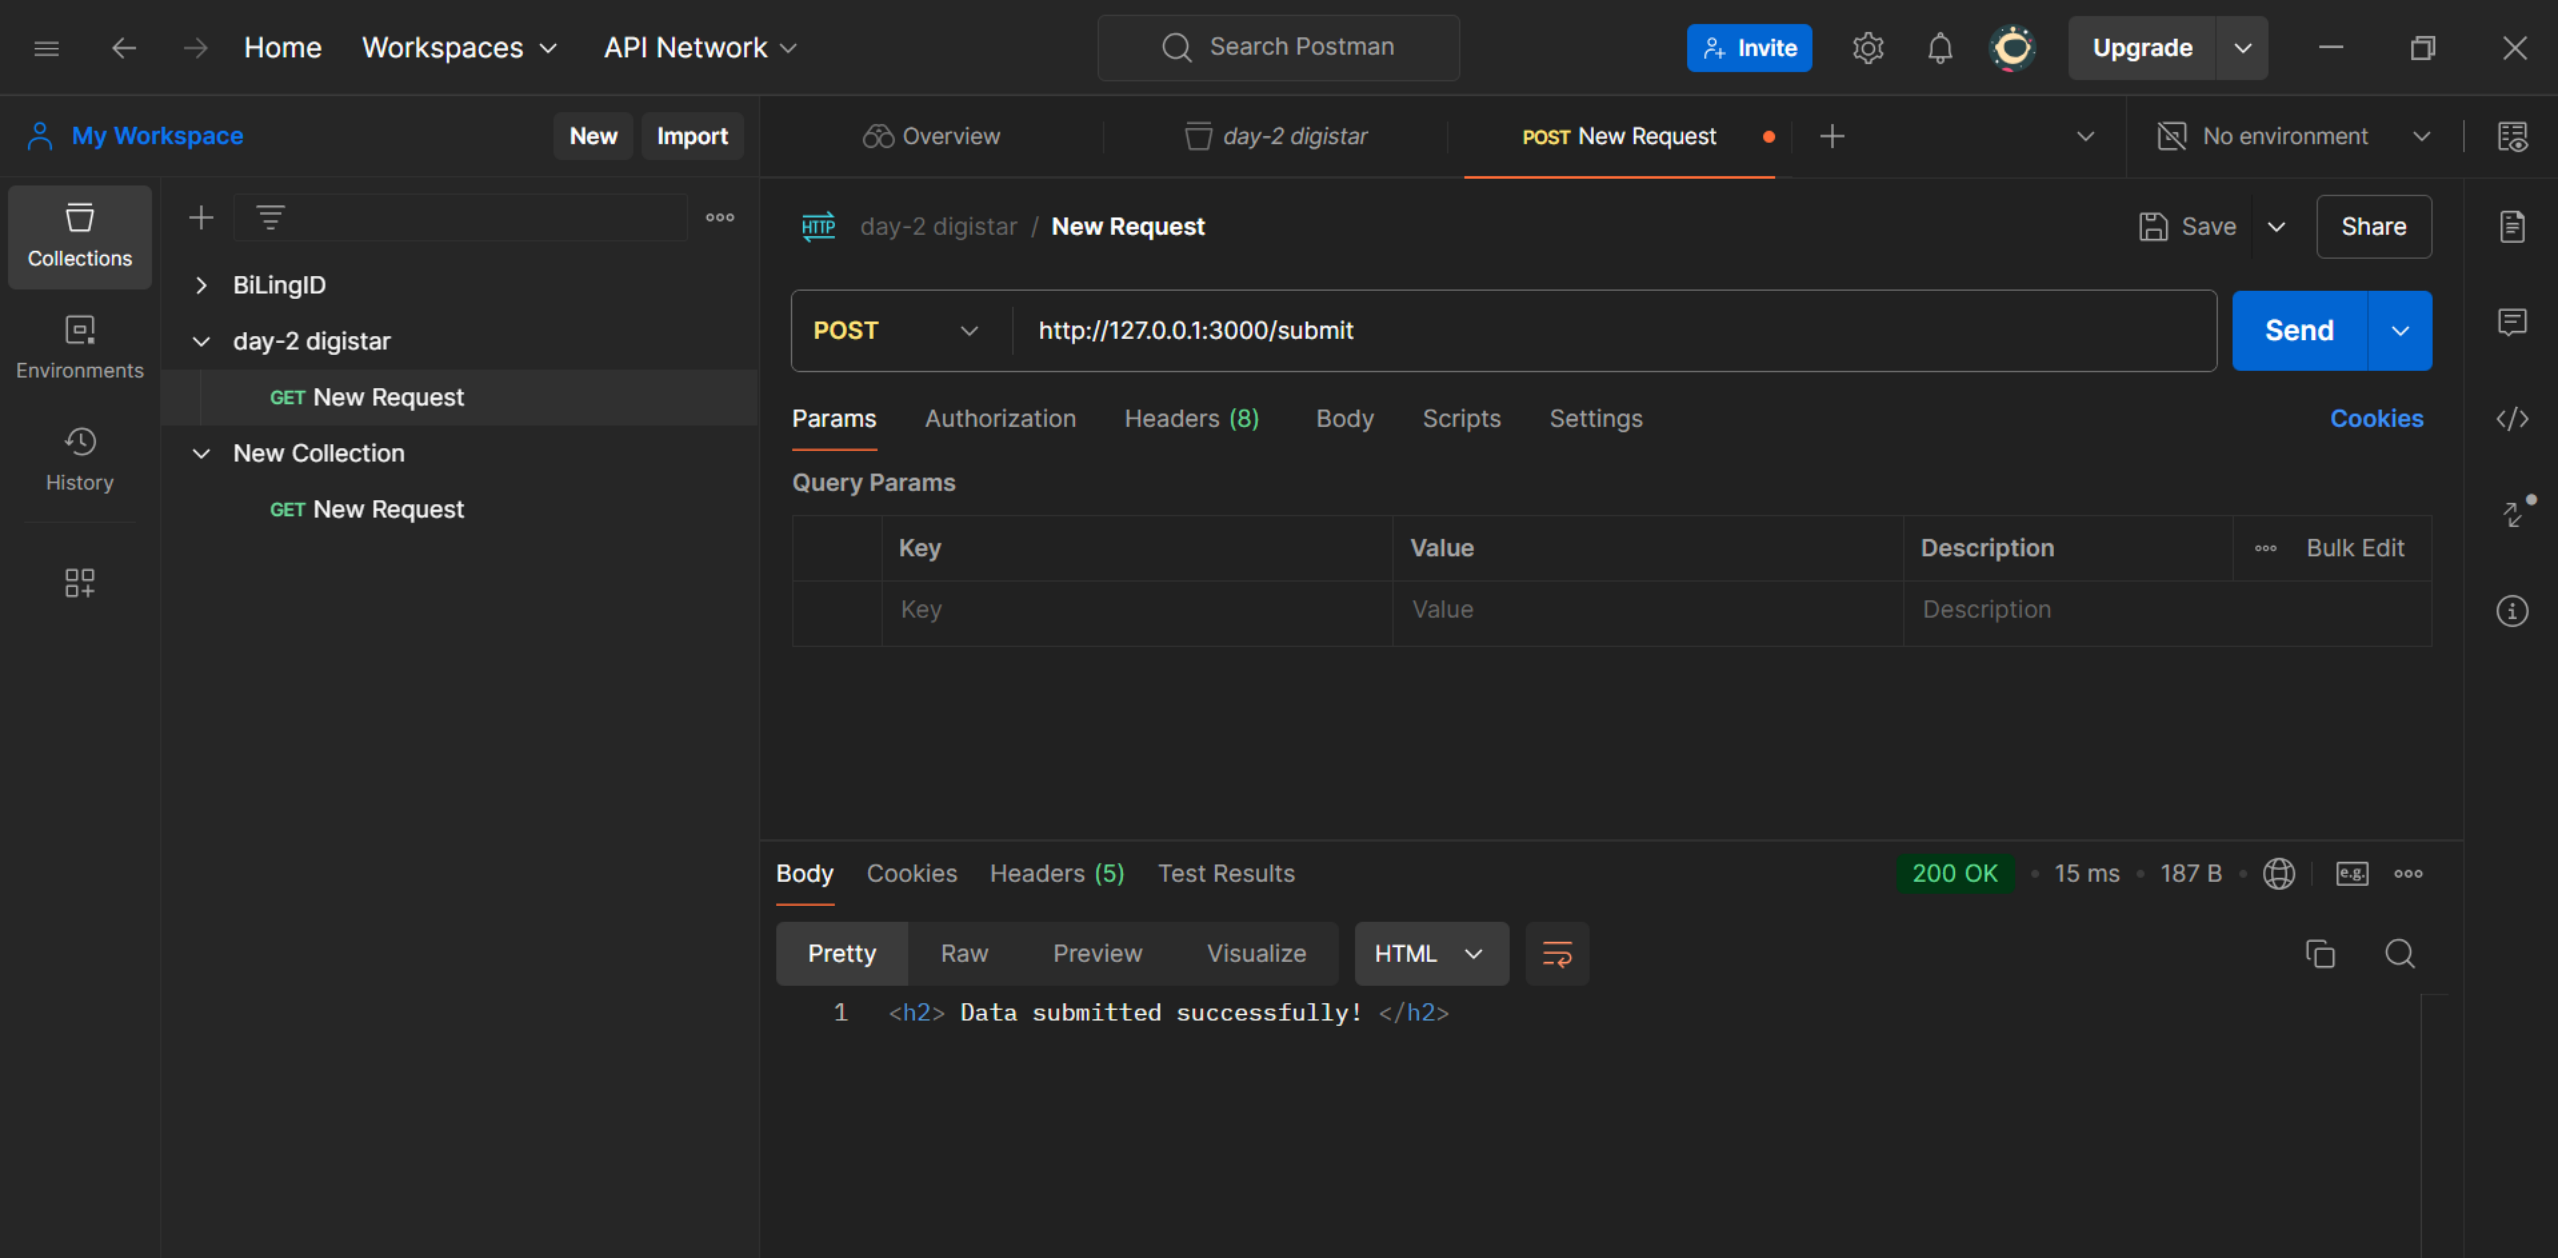 Home Workspaces API Network Search Postman Invite Upgrade
My Workspace New Import Overview day-2 digistar POST New Request No environment
Collections
Environments
History
BiLingID
day-2 digistar
GET New Request
New Collection
GET New Request
HTTP day-2 digistar / New Request Save Share
POST http://127.0.0.1:3000/submit Send
Params Authorization Headers (8) Body Scripts Settings Cookies
Query Params
Key Value Description Bulk Edit
Key Value Description
Body Cookies Headers (5) Test Results 200 OK 15 ms 187 B e.g.
Pretty Raw Preview Visualize HTML
1 <h2> Data submitted successfully! </h2>